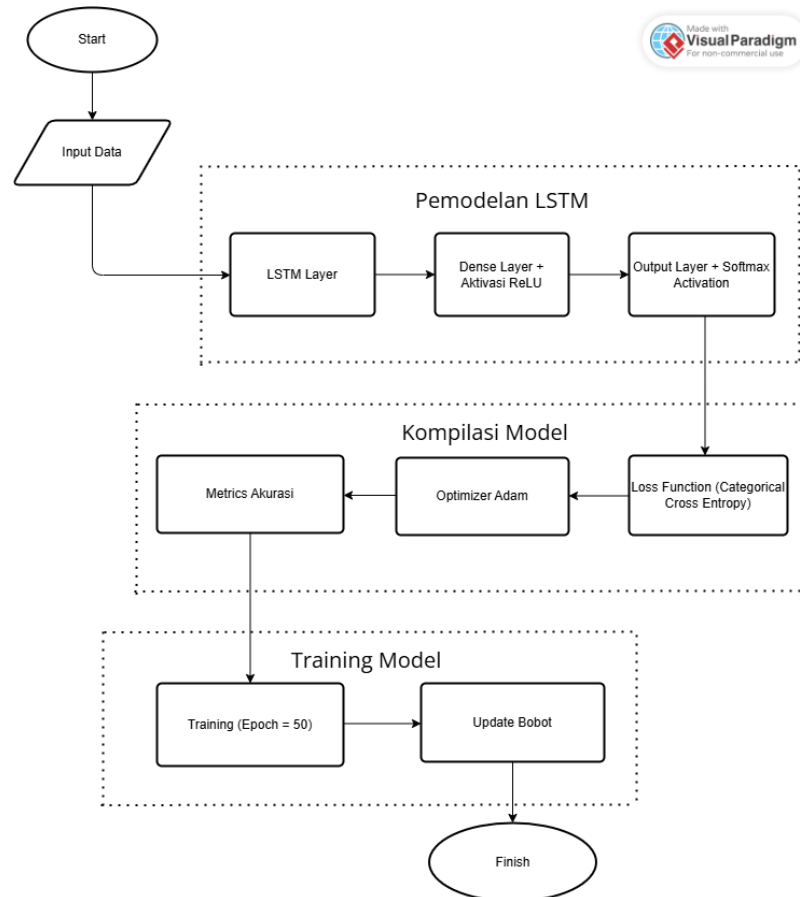 Start
Made with
Visual Paradigm
For non-commercial use
Input Data
Pemodelan LSTM
LSTM Layer
Dense Layer +
Aktivasi ReLU
Output Layer + Softmax
Activation
Kompilasi Model
Metrics Akurasi
Optimizer Adam
Loss Function (Categorical
Cross Entropy)
Training Model
Training (Epoch = 50)
Update Bobot
Finish